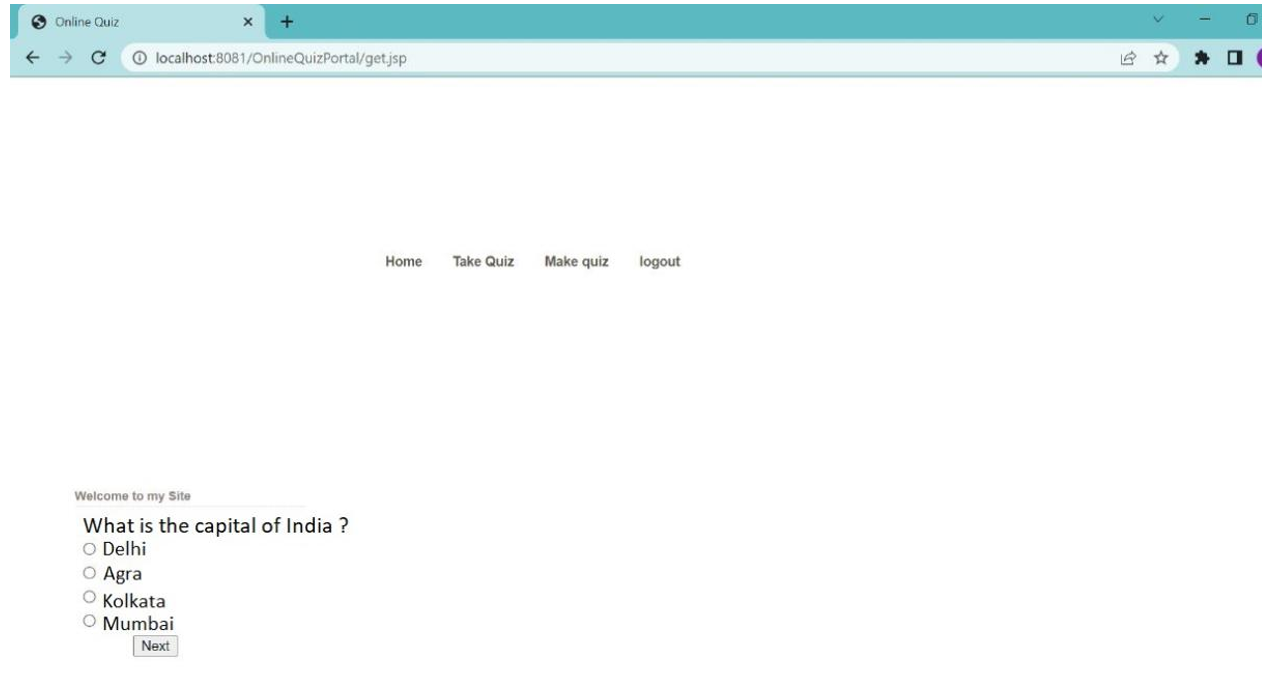 Online Quiz
localhost:8081/OnlineQuizPortal/get.jsp
Home Take Quiz Make quiz logout
Welcome to my Site
What is the capital of India ?
Delhi
Agra
Kolkata
Mumbai
Next